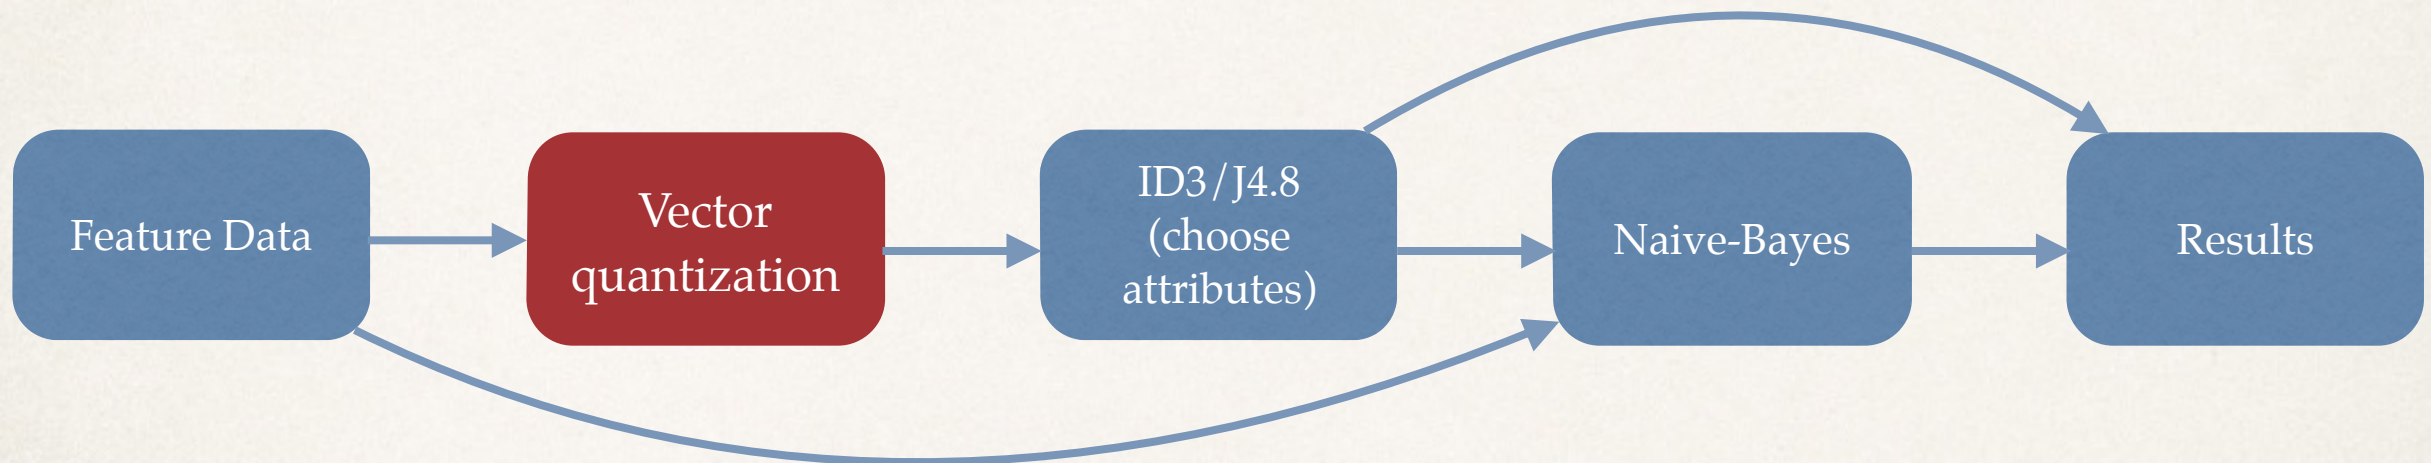 Feature Data
Vector
quantization
ID3/J4.8
(choose
attributes)
Naive-Bayes
Results